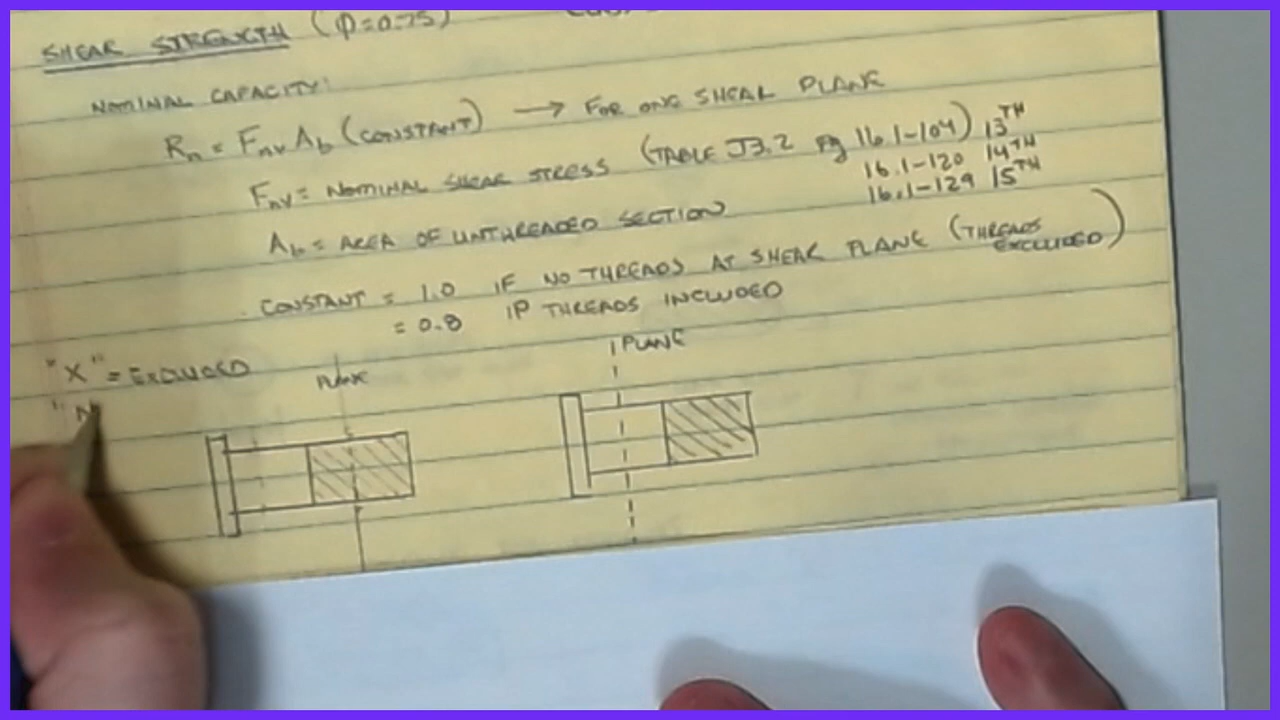 SHEAR STRENGTH (Φ=0.75)
NOMINAL CAPACITY:
Rn = Fnv Ab (CONSTANT) → FOR ONE SHEAR PLANE
Fnv = NOMINAL SHEAR STRESS (TABLE J3.2 pg 16.1-104) 13TH
16.1-120 14TH
16.1-129 15TH
Ab = AREA OF UNTHREADED SECTION
CONSTANT = 1.0 IF NO THREADS AT SHEAR PLANE (THREADS EXCLUDED)
= 0.8 IF THREADS INCLUDED
"X" = EXCLUDED
PLANE
PLANE
"N